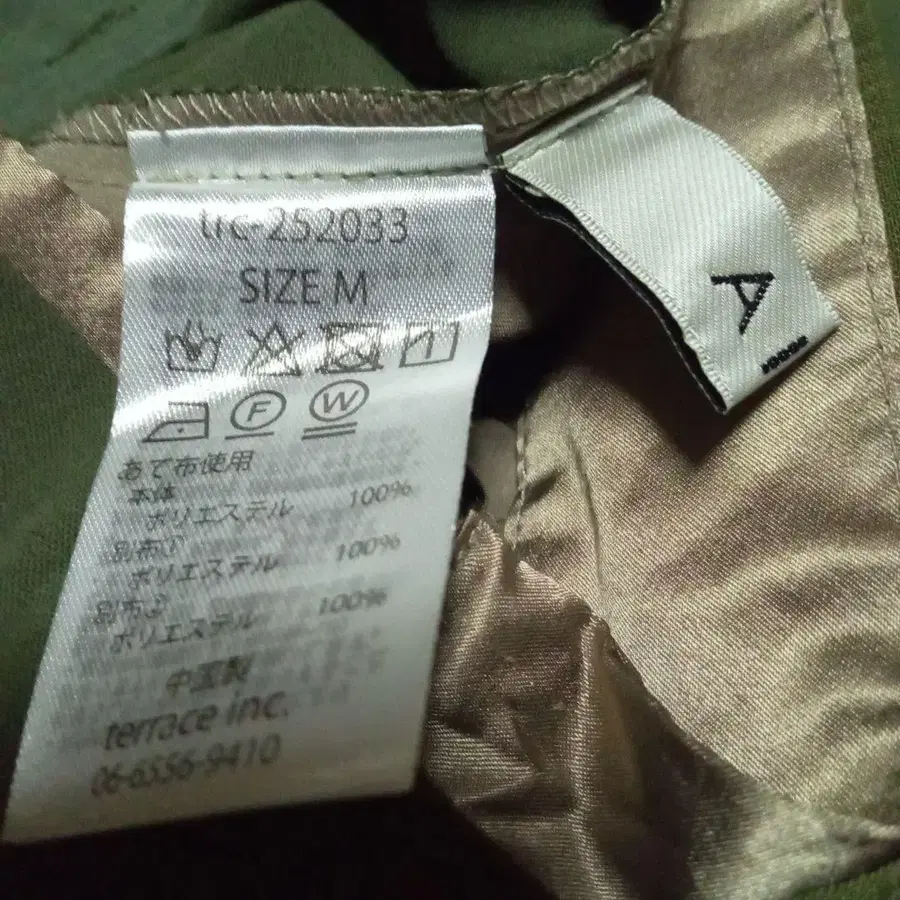 trc-252033
SIZE M
F W
あて布使用
本体
ポリエステル 100%
別布①
ポリエステル 100%
別布②
ポリエステル 100%
中国製
terrace inc.
06-6556-9410
A